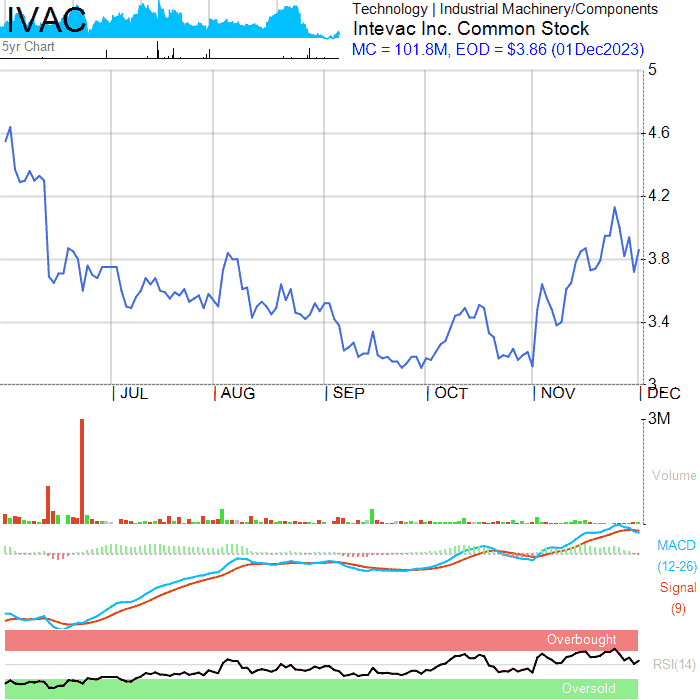 IVAC
5yr Chart
Technology | Industrial Machinery/Components
Intevac Inc. Common Stock
MC = 101.8M, EOD = $3.86 (01Dec2023)
5
4.6
4.2
3.8
3.4
3
| JUL | AUG | SEP | OCT | NOV | DEC
3M
Volume
MACD
(12-26)
Signal
(9)
Overbought
RSI(14)
Oversold